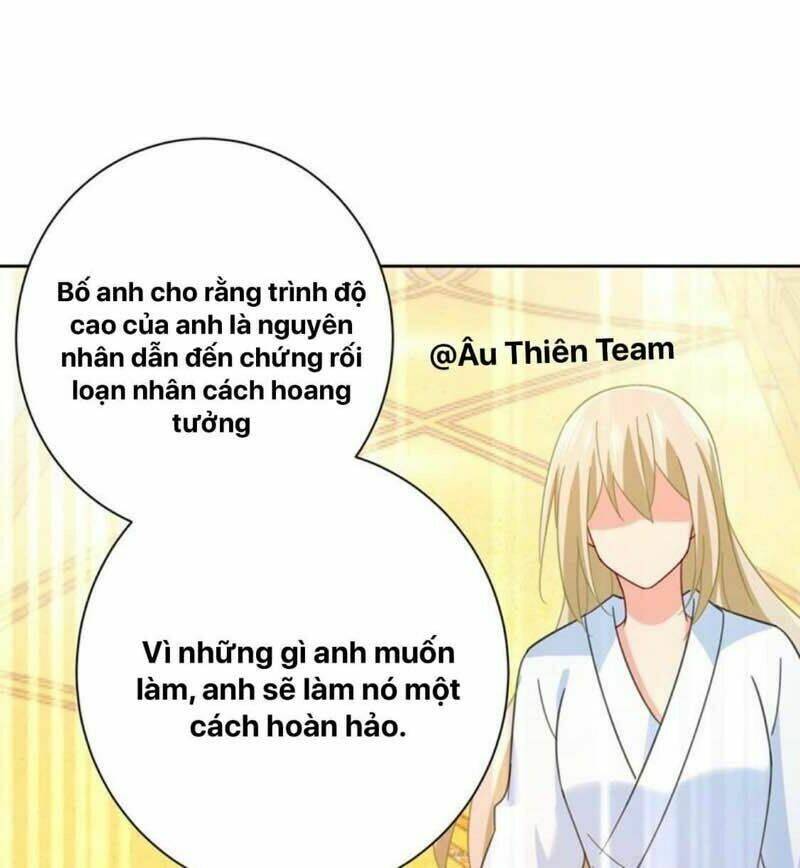 Bố anh cho rằng trình độ
cao của anh là nguyên
nhân dẫn đến chứng rối
loạn nhân cách hoang
tưởng
@Âu Thiên Team
Vì những gì anh muốn
làm, anh sẽ làm nó một
cách hoàn hảo.